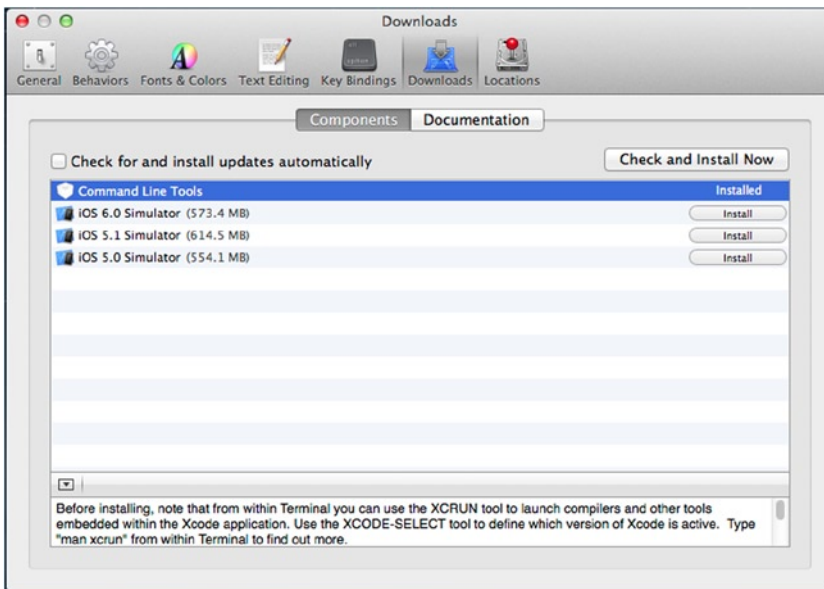 Downloads
General Behaviors Fonts & Colors Text Editing Key Bindings Downloads Locations
Components Documentation
Check for and install updates automatically Check and Install Now
Command Line Tools Installed
iOS 6.0 Simulator (573.4 MB) Install
iOS 5.1 Simulator (614.5 MB) Install
iOS 5.0 Simulator (554.1 MB) Install
Before installing, note that from within Terminal you can use the XCRUN tool to launch compilers and other tools
embedded within the Xcode application. Use the XCODE-SELECT tool to define which version of Xcode is active. Type
"man xcrun" from within Terminal to find out more.